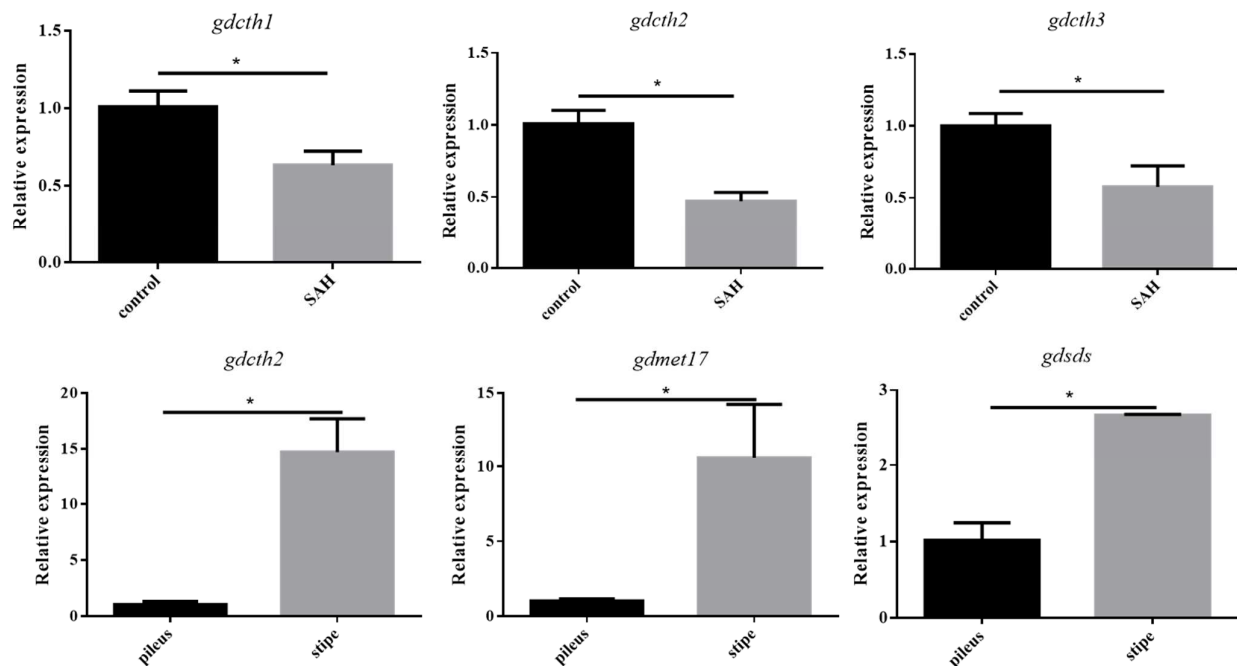 gdcth1
*
1.5
1.0
0.5
0.0
Relative expression
control
SAH
gdcth2
*
1.5
1.0
0.5
0.0
Relative expression
control
SAH
gdcth3
*
1.5
1.0
0.5
0.0
Relative expression
control
SAH
gdcth2
*
20
15
10
5
0
Relative expression
pileus
stipe
gdmet17
*
15
10
5
0
Relative expression
pileus
stipe
gdsds
*
3
2
1
0
Relative expression
pileus
stipe